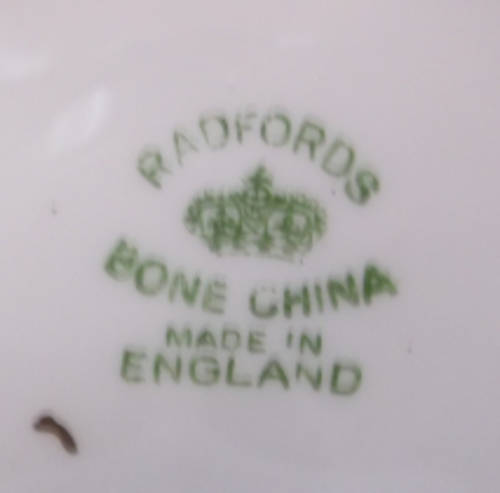 RADFORDS
BONE CHINA
MADE IN
ENGLAND